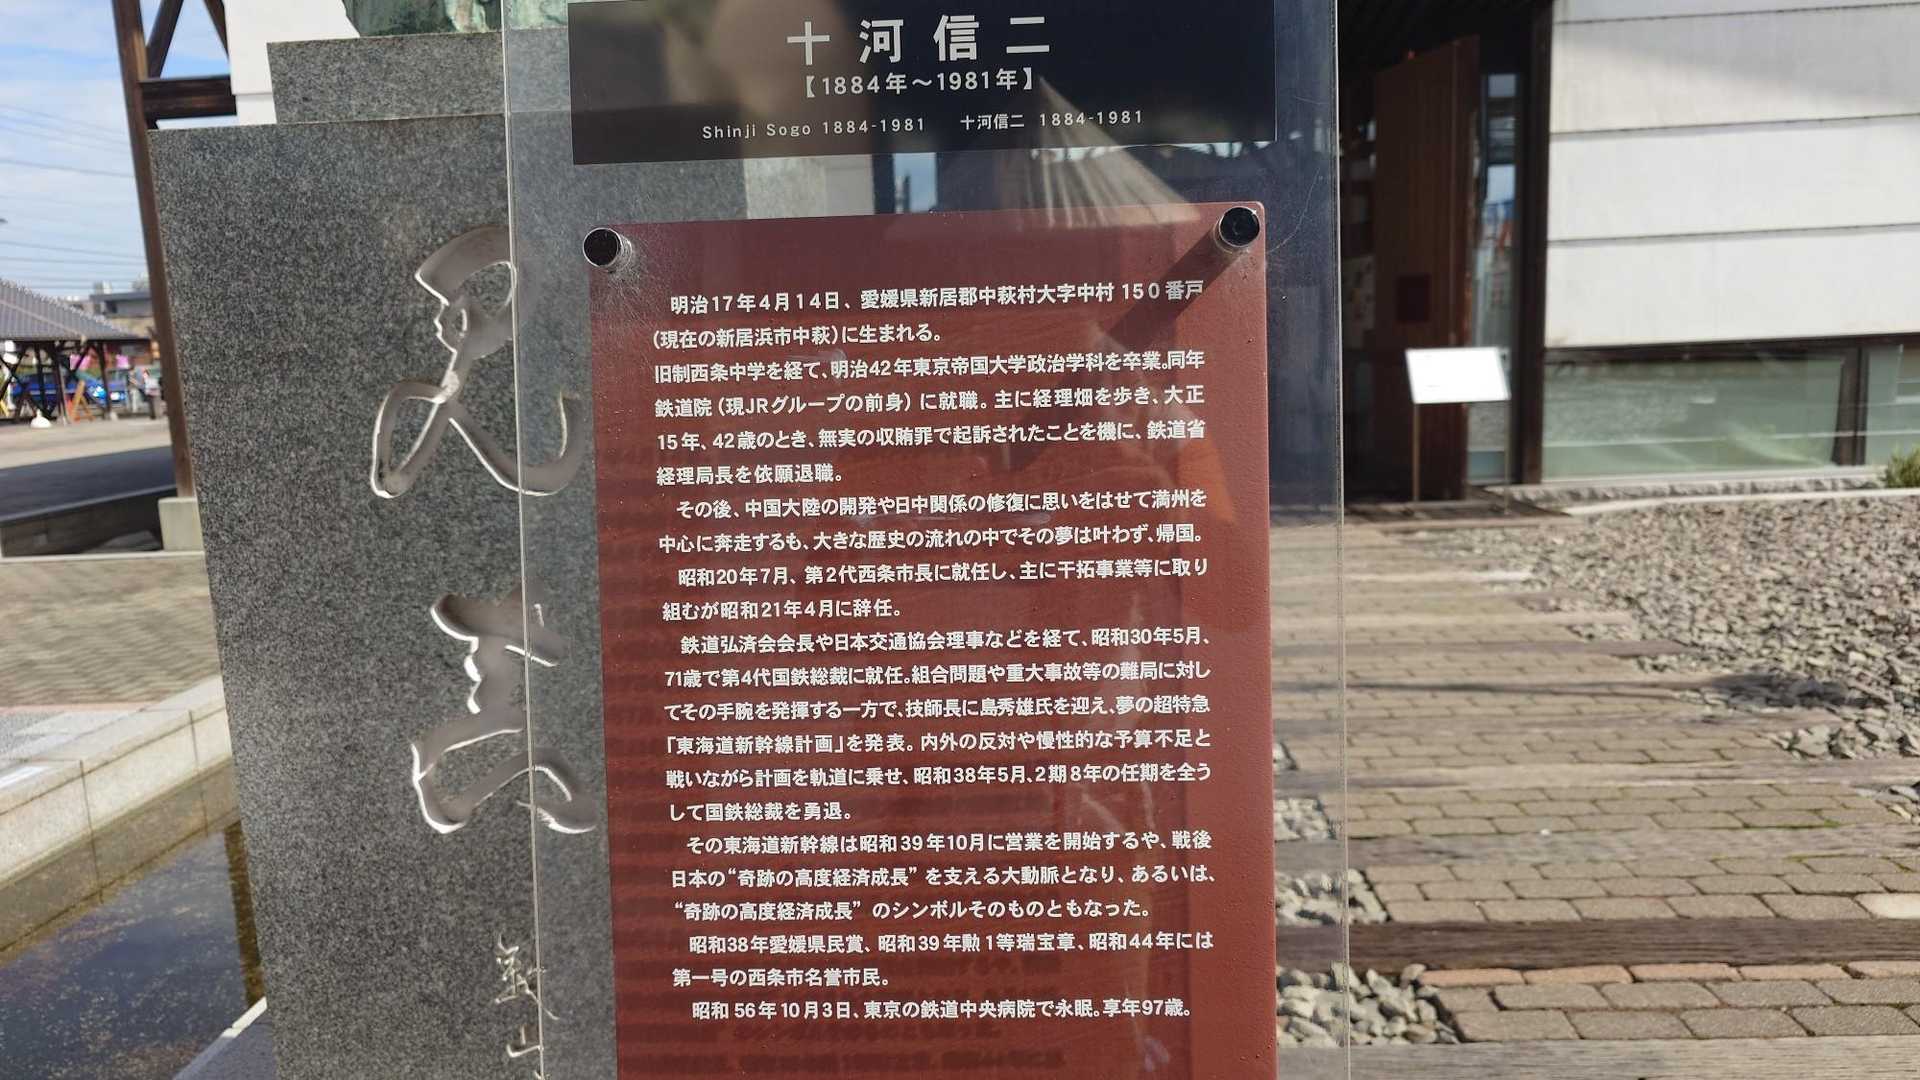 十河信二
【1884年～1981年】
Shinji Sogo 1884-1981 十河信二 1884-1981
明治17年4月14日、愛媛県新居郡中萩村大字中村150番戸
（現在の新居浜市中萩）に生まれる。
旧制西条中学を経て、明治42年東京帝国大学政治学科を卒業。同年
鉄道院（現JRグループの前身）に就職。主に経理畑を歩き、大正
15年、42歳のとき、無実の収賄罪で起訴されたことを機に、鉄道省
経理局長を依願退職。
その後、中国大陸の開発や日中関係の修復に思いをはせて満州を
中心に奔走するも、大きな歴史の流れの中でその夢は叶わず、帰国。
昭和20年7月、第2代西条市長に就任し、主に干拓事業等に取り
組むが昭和21年4月に辞任。
鉄道弘済会会長や日本交通協会理事などを経て、昭和30年5月、
71歳で第4代国鉄総裁に就任。組合問題や重大事故等の難局に対し
てその手腕を発揮する一方で、技師長に島秀雄氏を迎え、夢の超特急
「東海道新幹線計画」を発表。内外の反対や慢性的な予算不足と
戦いながら計画を軌道に乗せ、昭和38年5月、2期8年の任期を全う
して国鉄総裁を勇退。
その東海道新幹線は昭和39年10月に営業を開始するや、戦後
日本の“奇跡の高度経済成長”を支える大動脈となり、あるいは、
“奇跡の高度経済成長”のシンボルそのものともなった。
昭和38年愛媛県民賞、昭和39年勲1等瑞宝章、昭和44年には
第一号の西条市名誉市民。
昭和56年10月3日、東京の鉄道中央病院で永眠。享年97歳。